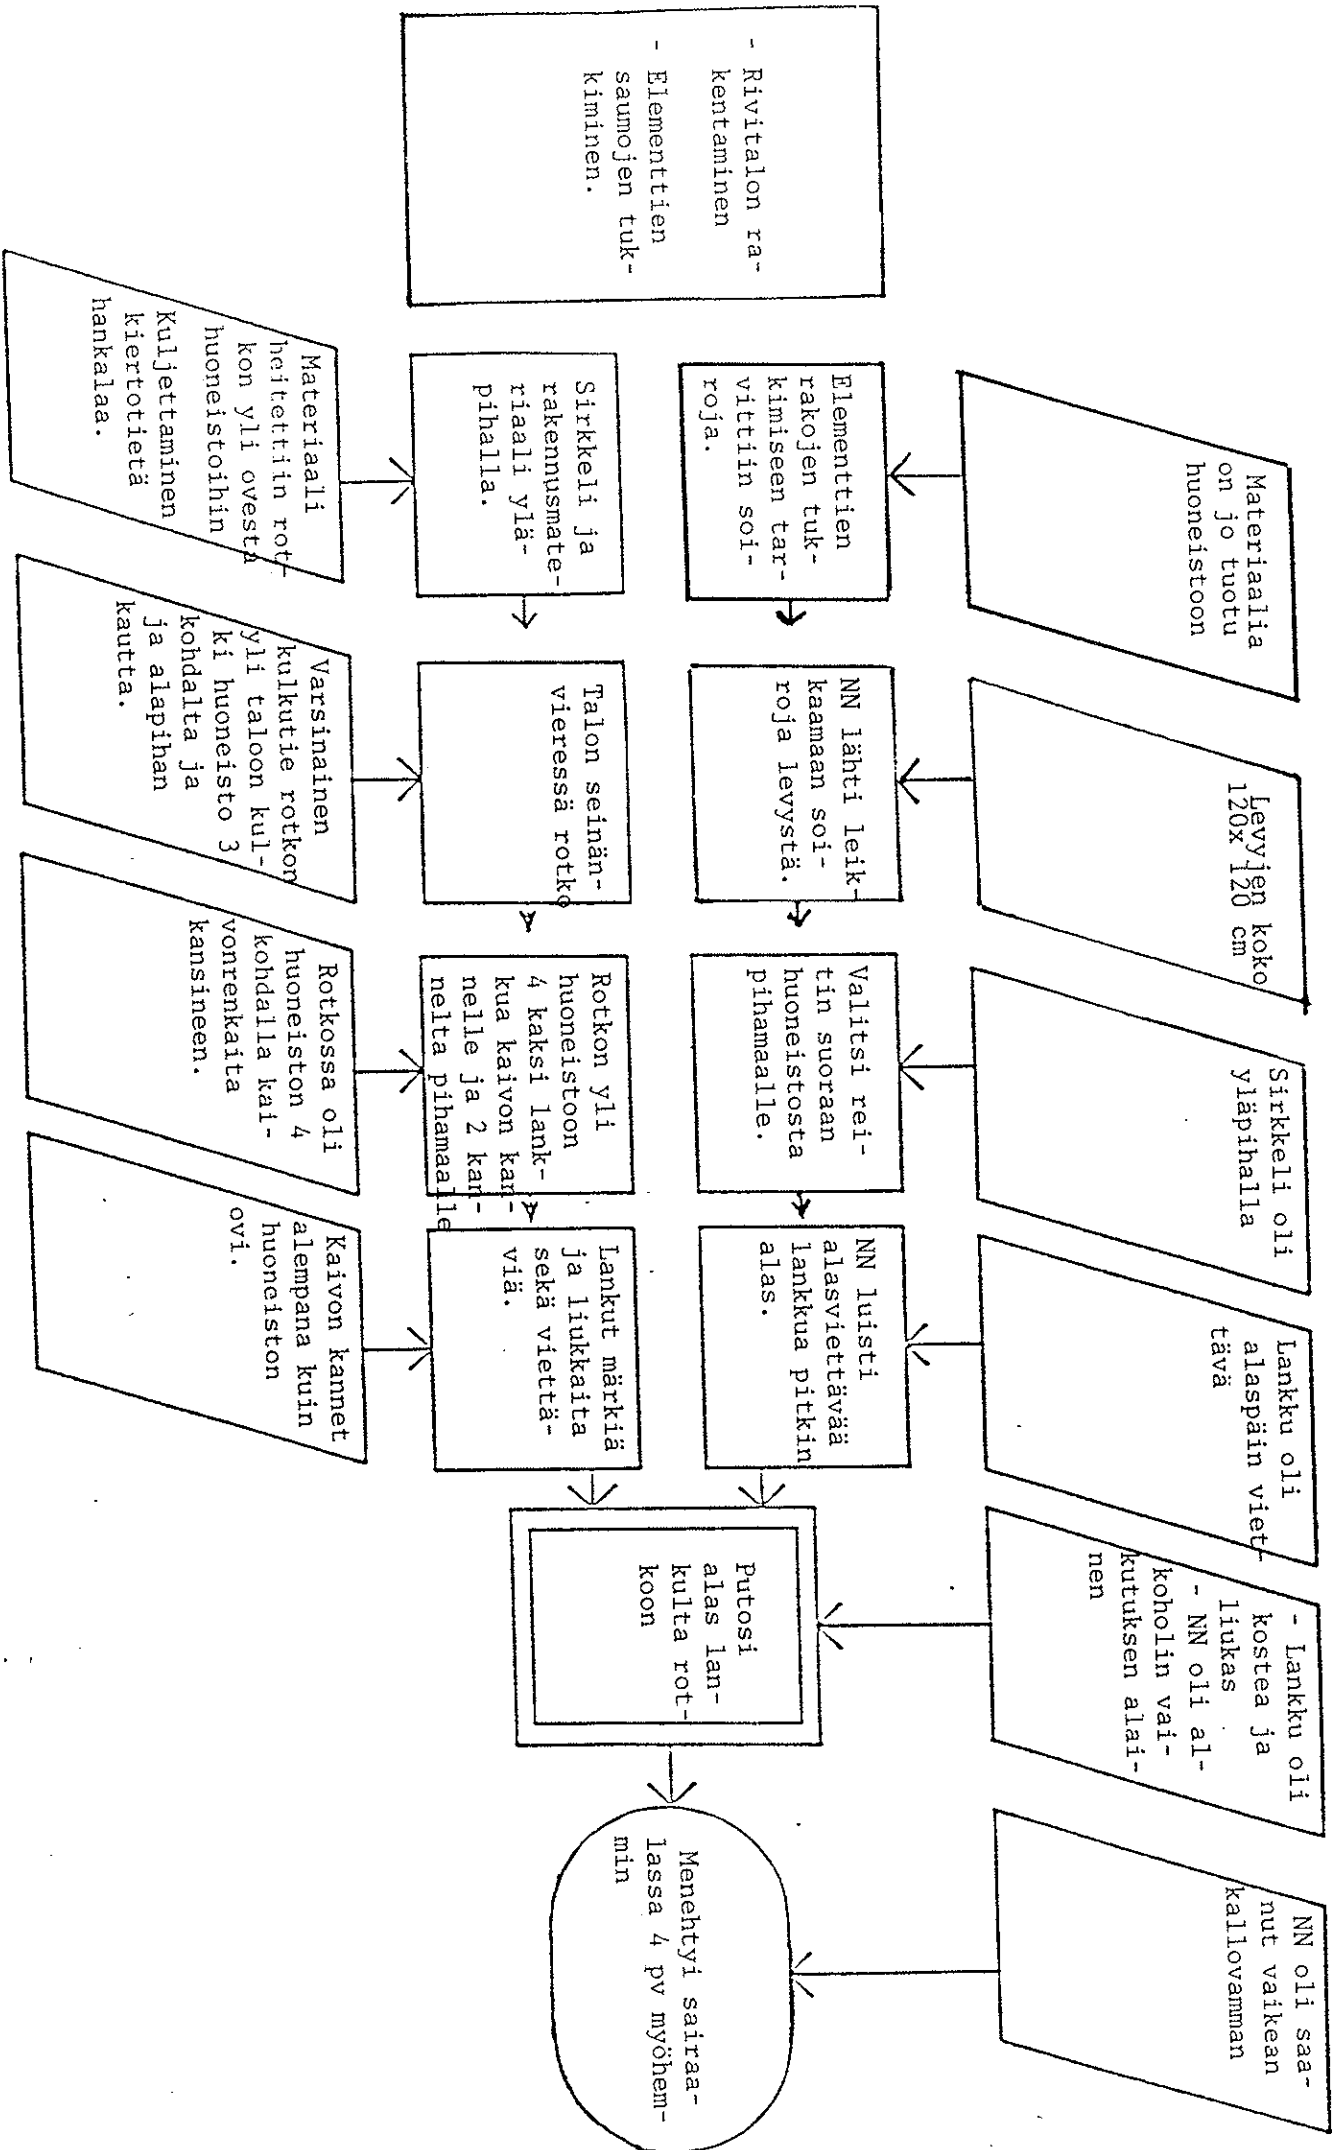 - Rivitalon ra-
kentaminen
- Elementtien
saumojen tuk-
kiminen.
Materiaalia
on jo tuotu
huoneistoon
Levyjen koko
120x 120 cm
Sirkkeli oli
yläpihalla
Lankku oli
alaspäin viet-
tävä
- Lankku oli
kostea ja
liukas
- NN oli al-
koholin vai-
kutuksen alai-
nen
NN oli saa-
nut vaikean
kallovamman
Elementtien
rakojen tuk-
kimiseen tar-
vittiin soi-
roja.
NN lähti leik-
kaamaan soi-
roja levystä.
Valitsi rei-
tin suoraan
huoneistosta
pihamaalle.
NN luisti
alasviettävää
lankkua pitkin
alas.
Putosi
alas lan-
kulta rot-
koon
Menehtyi sairaa-
lassa 4 pv myöhem-
min
Sirkkeli ja
rakennusmate-
riaali ylä-
pihalla.
Talon seinän-
vieressä rotko
Rotkon yli
huoneistoon
4 kaksi lank-
kua kaivon kan-
nelle ja 2 kan-
nelta pihamaalle
Lankut märkiä
ja liukkaita
sekä viettä-
viä.
Materiaali
heitettiin rot-
kon yli ovesta
huoneistoihin
Kuljettaminen
kiertotietä
hankalaa.
Varsinainen
kulkutie rotkon
yli taloon kul-
ki huoneisto 3
kohdalta ja
ja alapihan
kautta.
Rotkossa oli
huoneiston 4
kohdalla kai-
vonrenkaita
kansineen.
Kaivon kannet
alempana kuin
huoneiston
ovi.